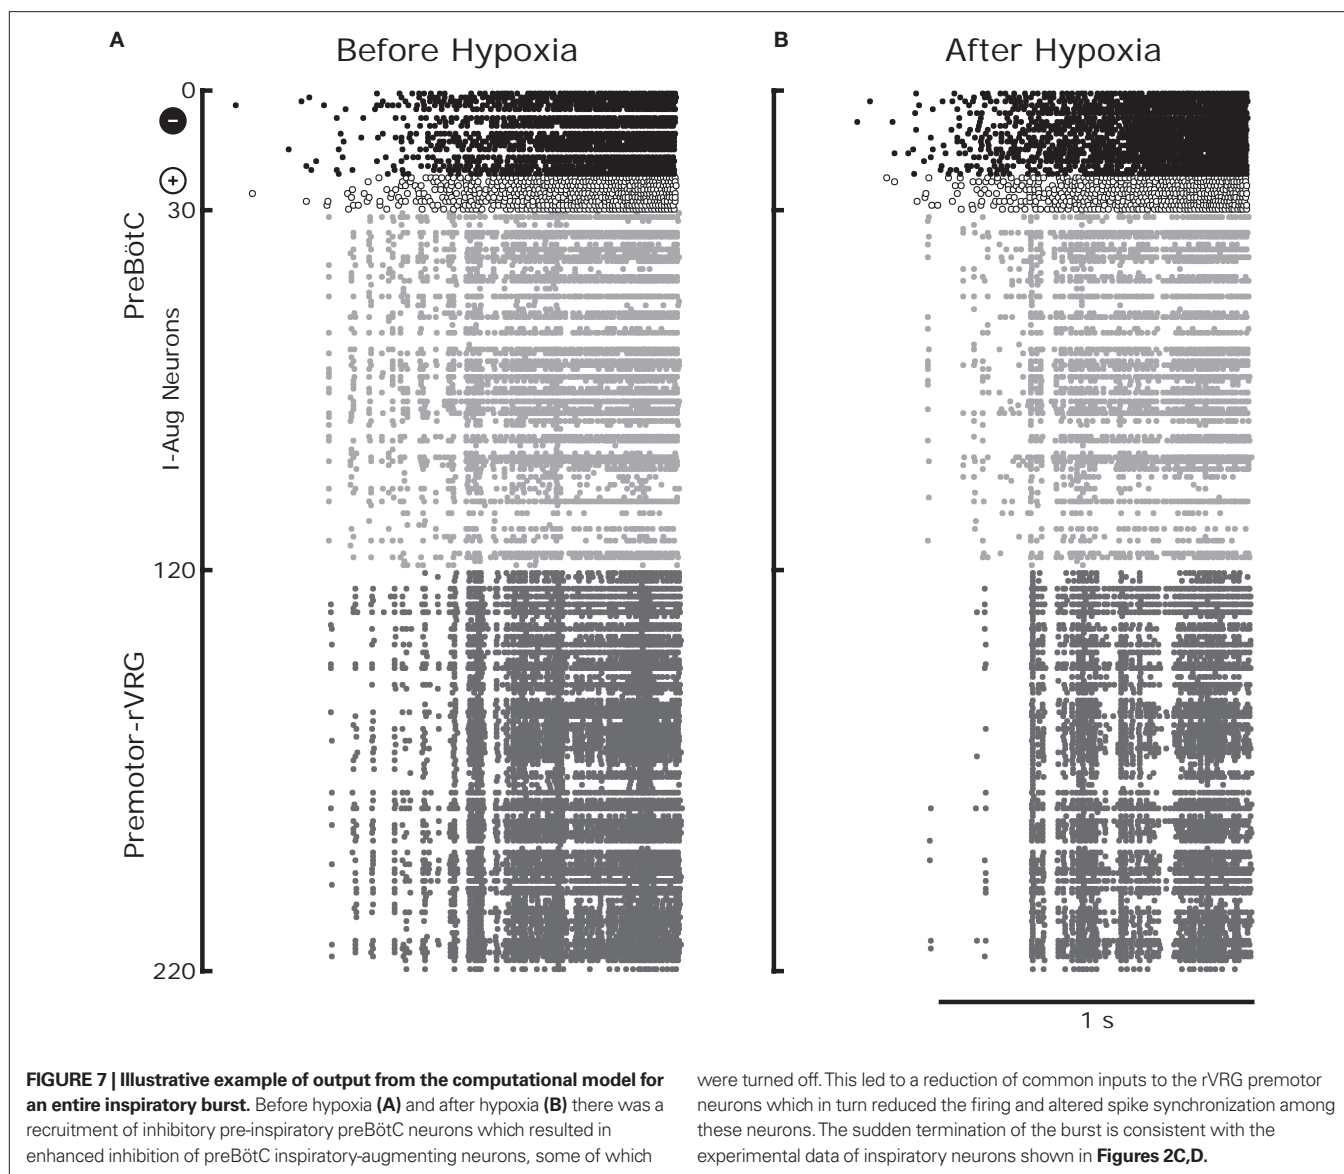 A
Before Hypoxia
B
After Hypoxia
0
−
+
30
PreBötC
I-Aug Neurons
120
Premotor-rVRG
220
1 s
FIGURE 7 | Illustrative example of output from the computational model for
an entire inspiratory burst. Before hypoxia (A) and after hypoxia (B) there was a
recruitment of inhibitory pre-inspiratory preBötC neurons which resulted in
enhanced inhibition of preBötC inspiratory-augmenting neurons, some of which
were turned off. This led to a reduction of common inputs to the rVRG premotor
neurons which in turn reduced the firing and altered spike synchronization among
these neurons. The sudden termination of the burst is consistent with the
experimental data of inspiratory neurons shown in Figures 2C,D.